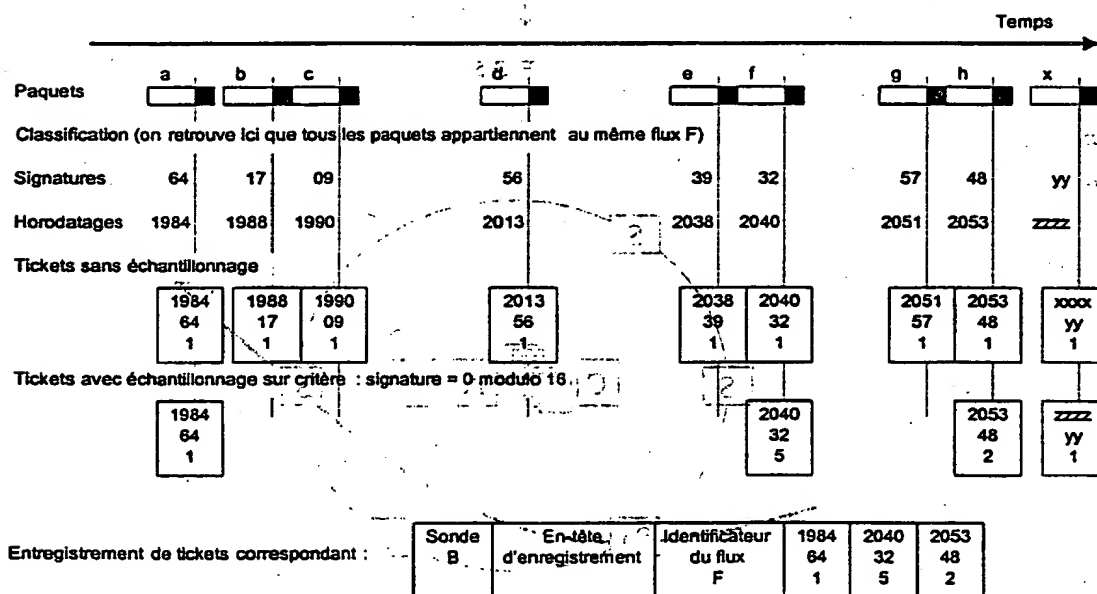 Temps
a b c d e f g h x
Paquets
Classification (on retrouve ici que tous les paquets appartiennent au même flux F)
Signatures 64 17 09 56 39 32 57 48 yy
Horodatages 1984 1988 1990 2013 2038 2040 2051 2053 zzzz
Tickets sans échantillonnage
1984 1988 1990 2013 2038 2040 2051 2053 xxxx
64 17 09 56 39 32 57 48 yy
1 1 1 1 1 1 1 1 1
Tickets avec échantillonnage sur critère : signature = 0 modulo 16
1984 2040 2053 zzzz
64 32 48 yy
1 5 2 1
Entregistrement de tickets correspondant :
Sonde En-tête Identificateur 1984 2040 2053
B d'enregistrement du flux 64 32 48
F 1 5 2